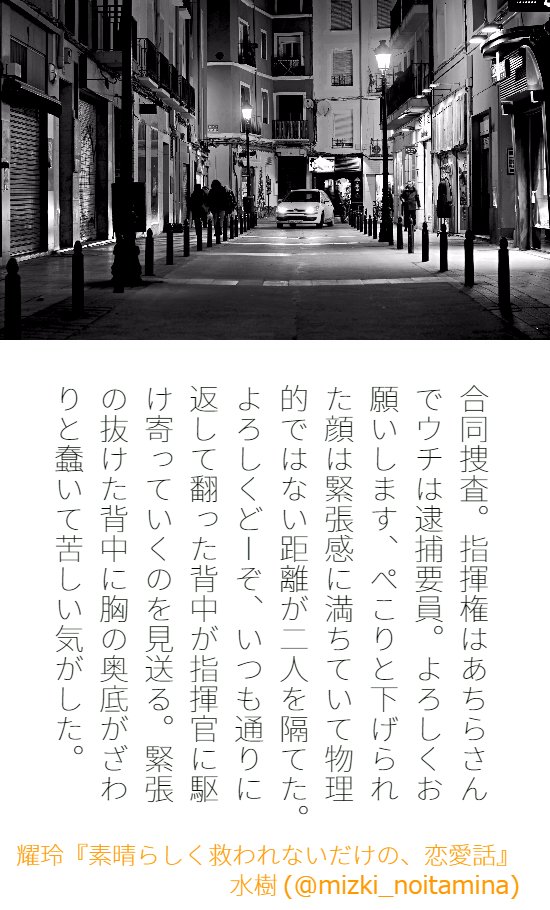 合同捜査。指揮権はあちらさん
でウチは逮捕要員。よろしくお
願いします、ぺこりと下げられ
た顔は緊張感に満ちていて物理
的ではない距離が二人を隔てた。
よろしくどーぞ、いつも通りに
返して翻った背中が指揮官に駆
け寄っていくのを見送る。緊張
の抜けた背中に胸の奥底がざわ
りと蠢いて苦しい気がした。
耀玲『素晴らしく救われないだけの、恋愛話』
水樹 (@mizki_noitamina)